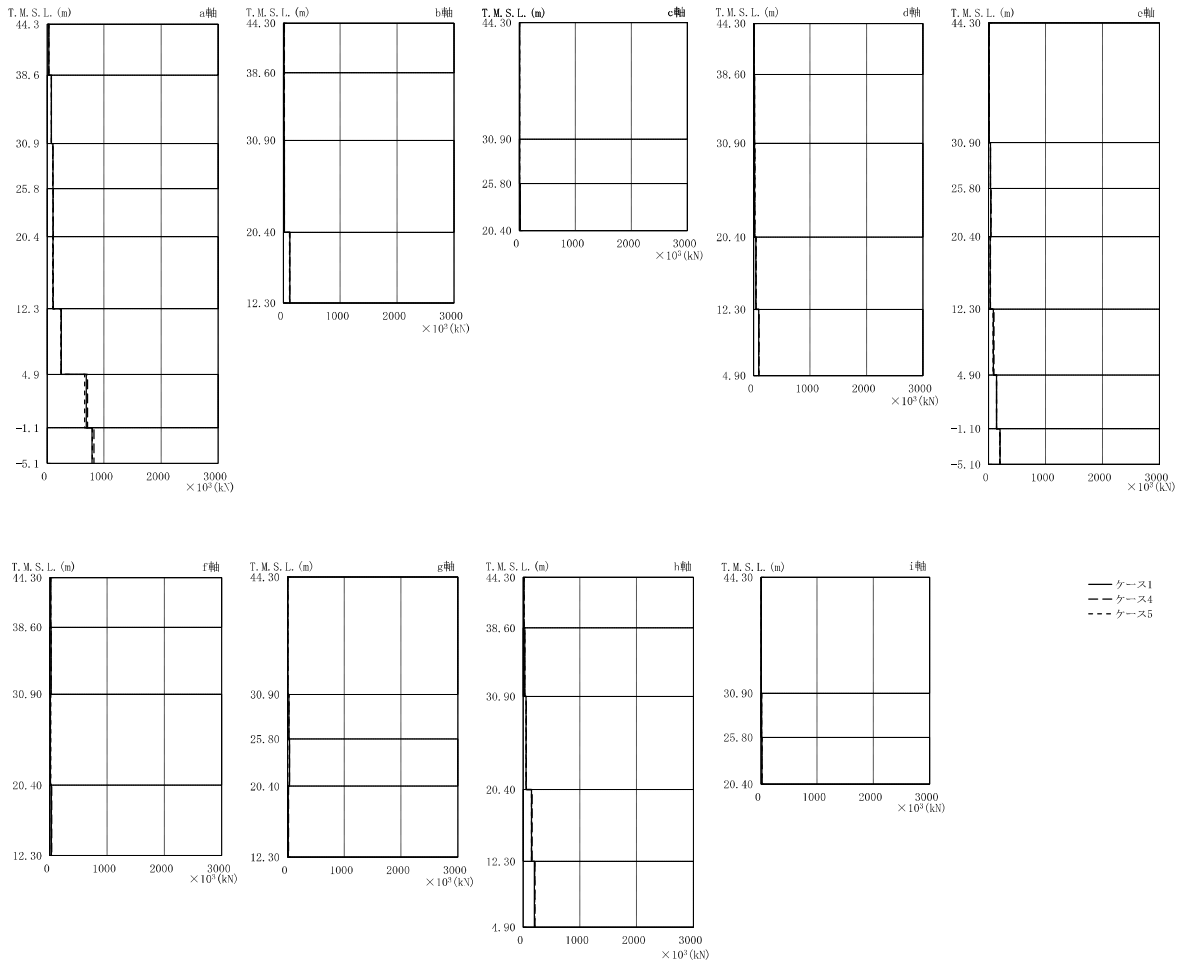 T.M.S.L.(m) a軸
44.3
38.6
30.9
25.8
20.4
12.3
4.9
-1.1
-5.1
0 1000 2000 3000
×10³(kN)
T.M.S.L.(m) b軸
44.30
38.60
30.90
20.40
12.30
0 1000 2000 3000
×10³(kN)
T.M.S.L.(m) c軸
44.30
30.90
25.80
20.40
0 1000 2000 3000
×10³(kN)
T.M.S.L.(m) d軸
44.30
38.60
30.90
20.40
12.30
4.90
0 1000 2000 3000
×10³(kN)
T.M.S.L.(m) e軸
44.30
30.90
25.80
20.40
12.30
4.90
-1.10
-5.10
0 1000 2000 3000
×10³(kN)
T.M.S.L.(m) f軸
44.30
38.60
30.90
20.40
12.30
0 1000 2000 3000
×10³(kN)
T.M.S.L.(m) g軸
44.30
30.90
25.80
20.40
12.30
0 1000 2000 3000
×10³(kN)
T.M.S.L.(m) h軸
44.30
38.60
30.90
20.40
12.30
4.90
0 1000 2000 3000
×10³(kN)
T.M.S.L.(m) i軸
44.30
30.90
25.80
20.40
0 1000 2000 3000
×10³(kN)
ケース1
ケース4
ケース5